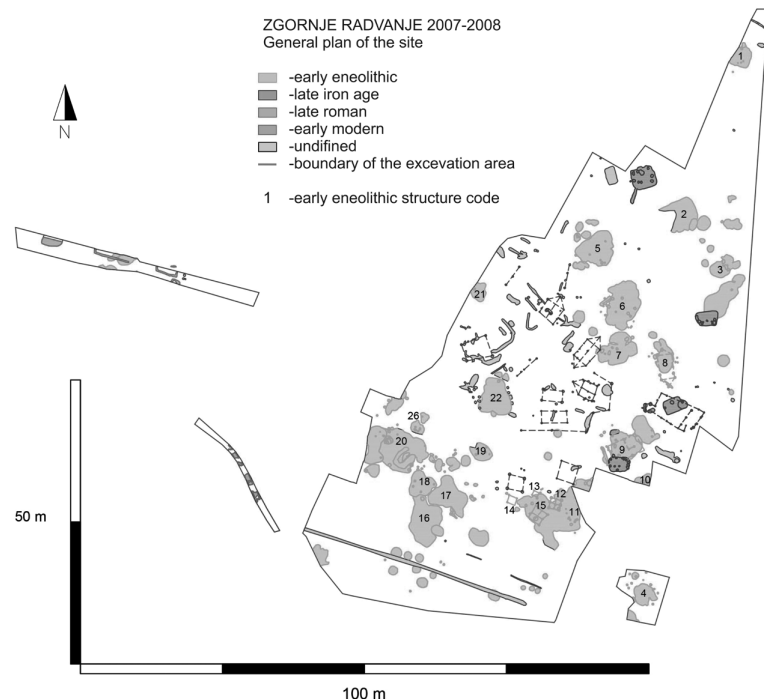 ZGORNJE RADVANJE 2007-2008
General plan of the site
-early eneolithic
-late iron age
-late roman
-early modern
-undifined
-boundary of the excevation area
1 -early eneolithic structure code
N
1
2
3
5
6
21
7
8
22
26
20
19
9
10
18
17
13
12
14
15
11
16
4
50 m
100 m